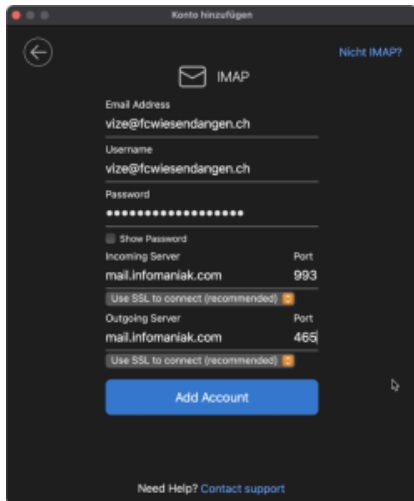 Konto hinzufügen
Nicht IMAP?
IMAP
Email Address
vize@fcwiesendangen.ch
Username
vize@fcwiesendangen.ch
Password
••••••••••••••••••
Show Password
Incoming Server Port
mail.infomaniak.com 993
Use SSL to connect (recommended)
Outgoing Server Port
mail.infomaniak.com 465
Use SSL to connect (recommended)
Add Account
Need Help? Contact support